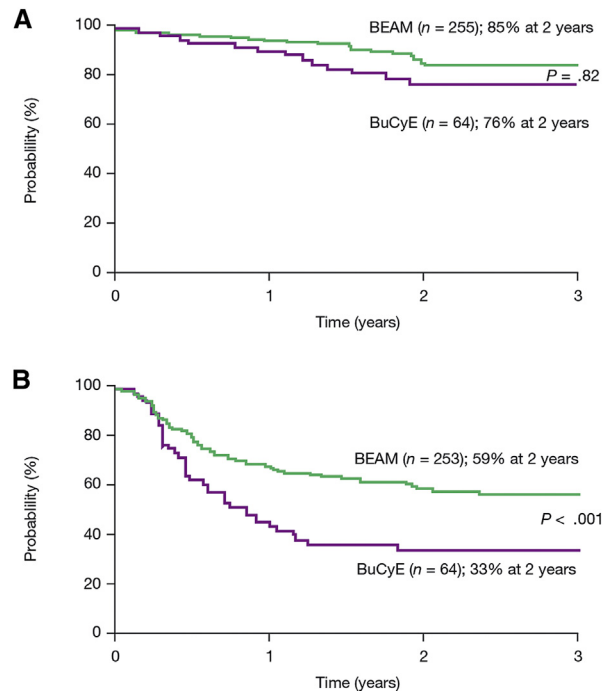 A
100
80
60
40
20
0
Probablility (%)
BEAM (n = 255); 85% at 2 years
P = .82
BuCyE (n = 64); 76% at 2 years
0 1 2 3
Time (years)
B
100
80
60
40
20
0
Probablility (%)
BEAM (n = 253); 59% at 2 years
P < .001
BuCyE (n = 64); 33% at 2 years
0 1 2 3
Time (years)